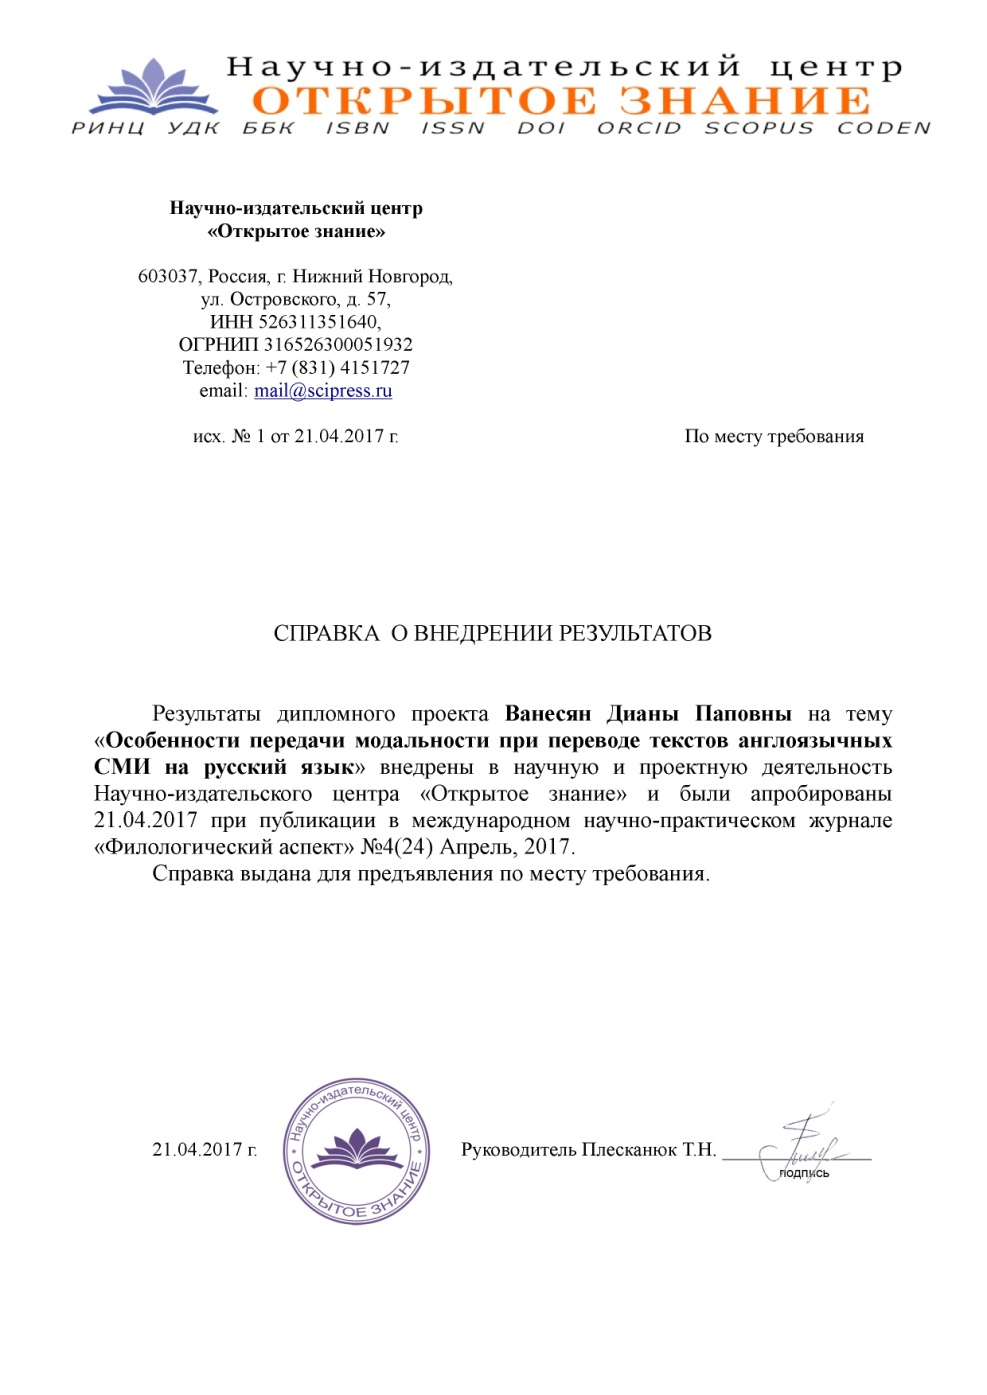 Научно-издательский центр
ОТКРЫТОЕ ЗНАНИЕ
РИНЦ УДК ББК ISBN ISSN DOI ORCID SCOPUS CODEN
Научно-издательский центр
«Открытое знание»
603037, Россия, г. Нижний Новгород,
ул. Островского, д. 57,
ИНН 526311351640,
ОГРНИП 316526300051932
Телефон: +7 (831) 4151727
email: mail@scipress.ru
исх. № 1 от 21.04.2017 г.
По месту требования
СПРАВКА О ВНЕДРЕНИИ РЕЗУЛЬТАТОВ
Результаты дипломного проекта Ванесян Дианы Паповны на тему
«Особенности передачи модальности при переводе текстов англоязычных
СМИ на русский язык» внедрены в научную и проектную деятельность
Научно-издательского центра «Открытое знание» и были апробированы
21.04.2017 при публикации в международном научно-практическом журнале
«Филологический аспект» №4(24) Апрель, 2017.
Справка выдана для предъявления по месту требования.
21.04.2017 г.
* Научно-издательский центр *
ОТКРЫТОЕ ЗНАНИЕ
Руководитель Плесканюк Т.Н.
подпись